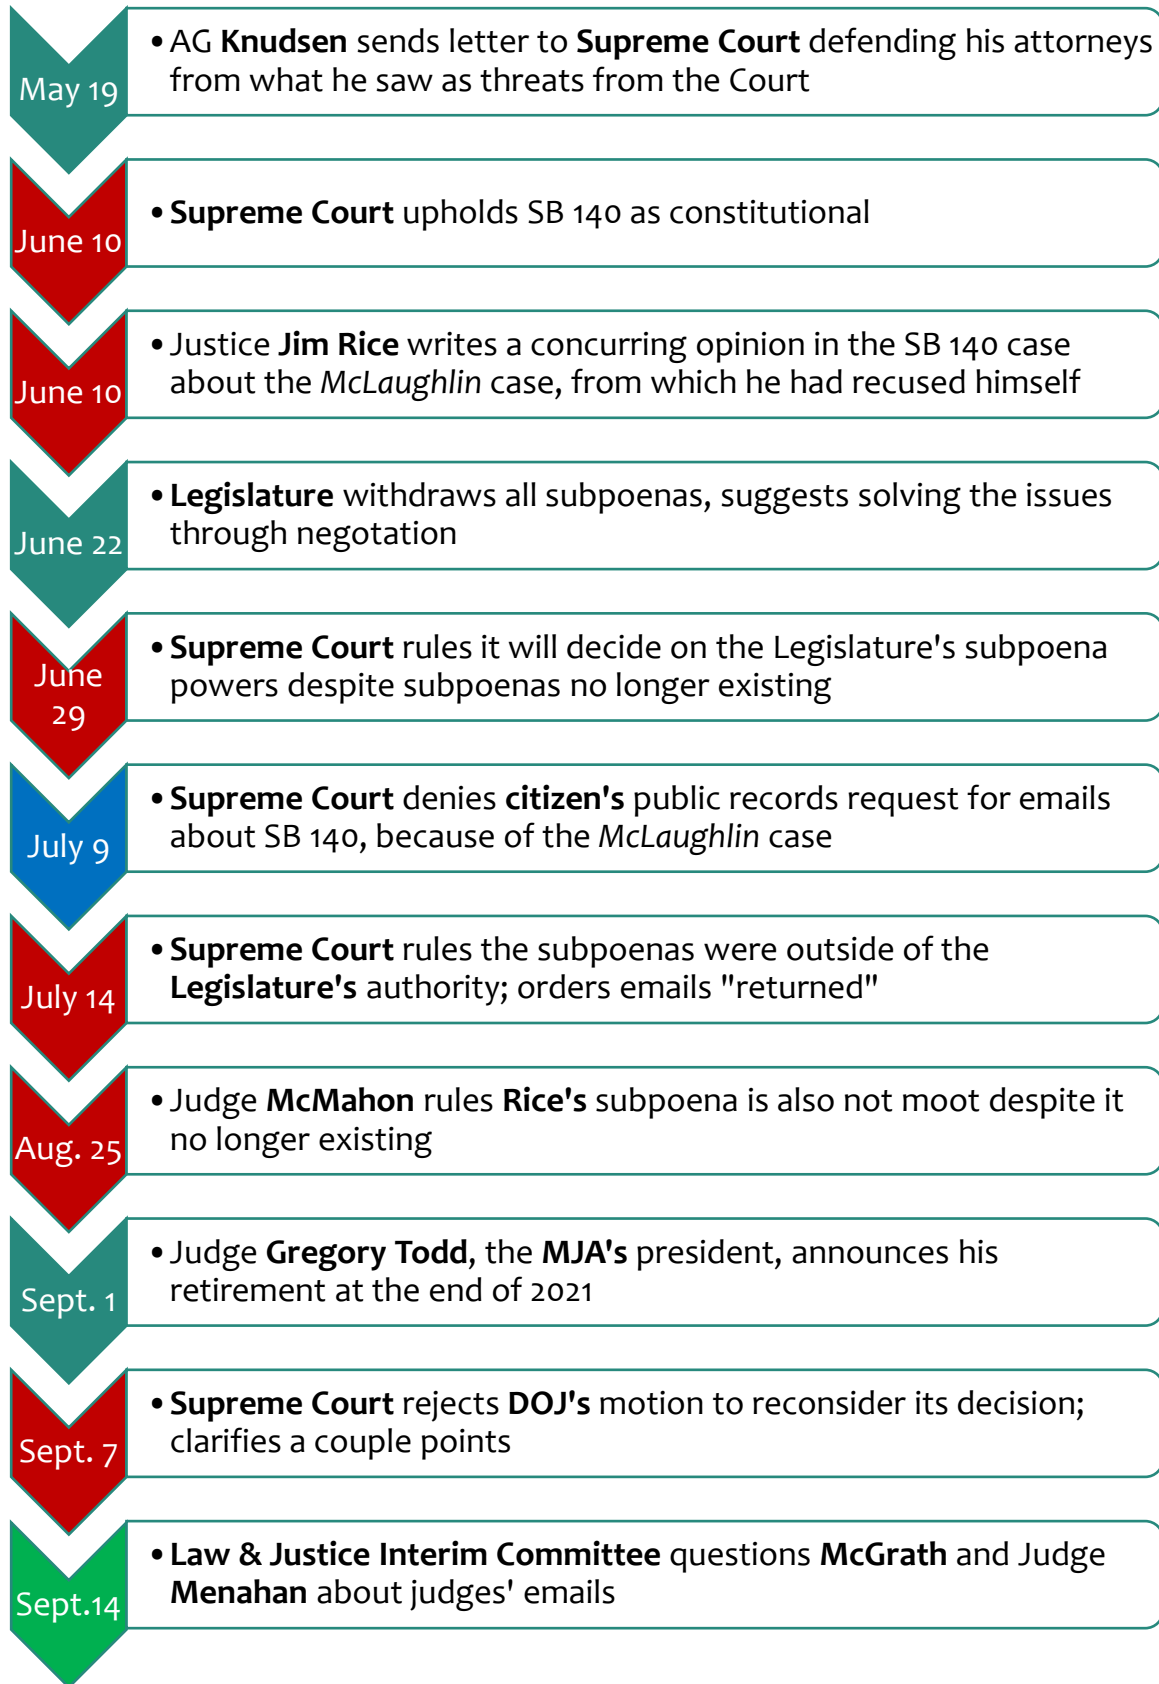 May 19
• AG Knudsen sends letter to Supreme Court defending his attorneys
from what he saw as threats from the Court
June 10
• Supreme Court upholds SB 140 as constitutional
June 10
• Justice Jim Rice writes a concurring opinion in the SB 140 case
about the McLaughlin case, from which he had recused himself
June 22
• Legislature withdraws all subpoenas, suggests solving the issues
through negotation
June
29
• Supreme Court rules it will decide on the Legislature's subpoena
powers despite subpoenas no longer existing
July 9
• Supreme Court denies citizen's public records request for emails
about SB 140, because of the McLaughlin case
July 14
• Supreme Court rules the subpoenas were outside of the
Legislature's authority; orders emails "returned"
Aug. 25
• Judge McMahon rules Rice's subpoena is also not moot despite it
no longer existing
Sept. 1
• Judge Gregory Todd, the MJA's president, announces his
retirement at the end of 2021
Sept. 7
• Supreme Court rejects DOJ's motion to reconsider its decision;
clarifies a couple points
Sept.14
• Law & Justice Interim Committee questions McGrath and Judge
Menahan about judges' emails